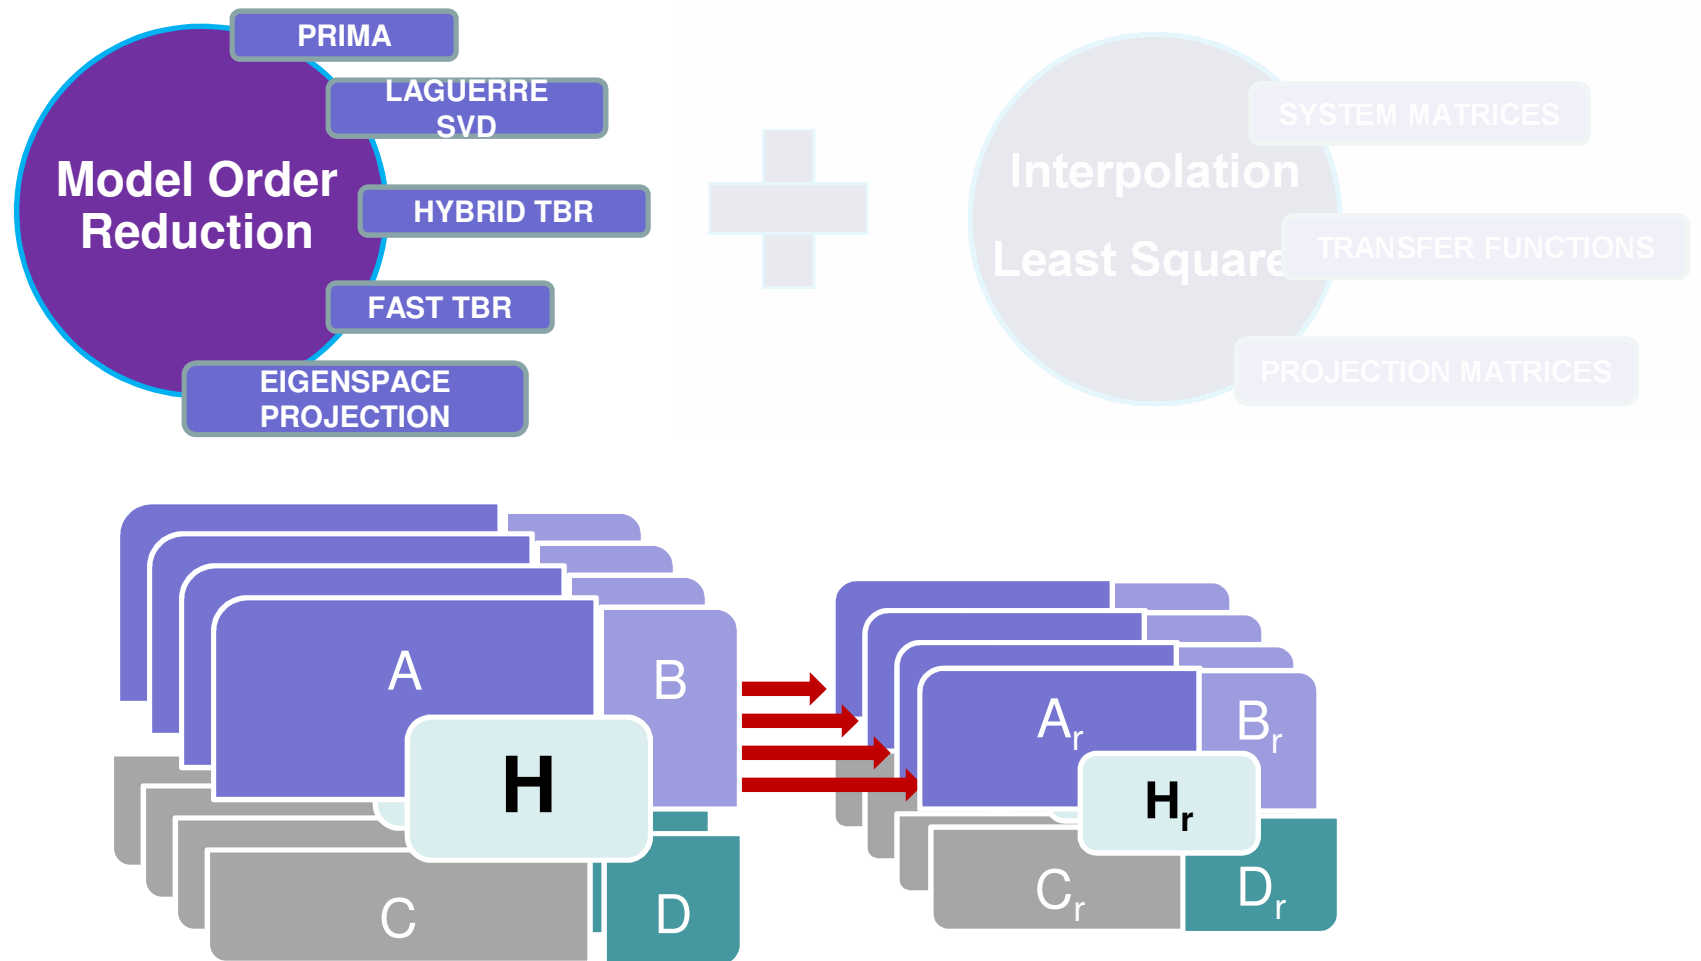 PRIMA
LAGUERRE
SVD
Model Order
Reduction
HYBRID TBR
FAST TBR
EIGENSPACE
PROJECTION
Interpolation
Least Square
SYSTEM MATRICES
TRANSFER FUNCTIONS
PROJECTION MATRICES
A
B
H
C
D
Ar
Br
Hr
Cr
Dr